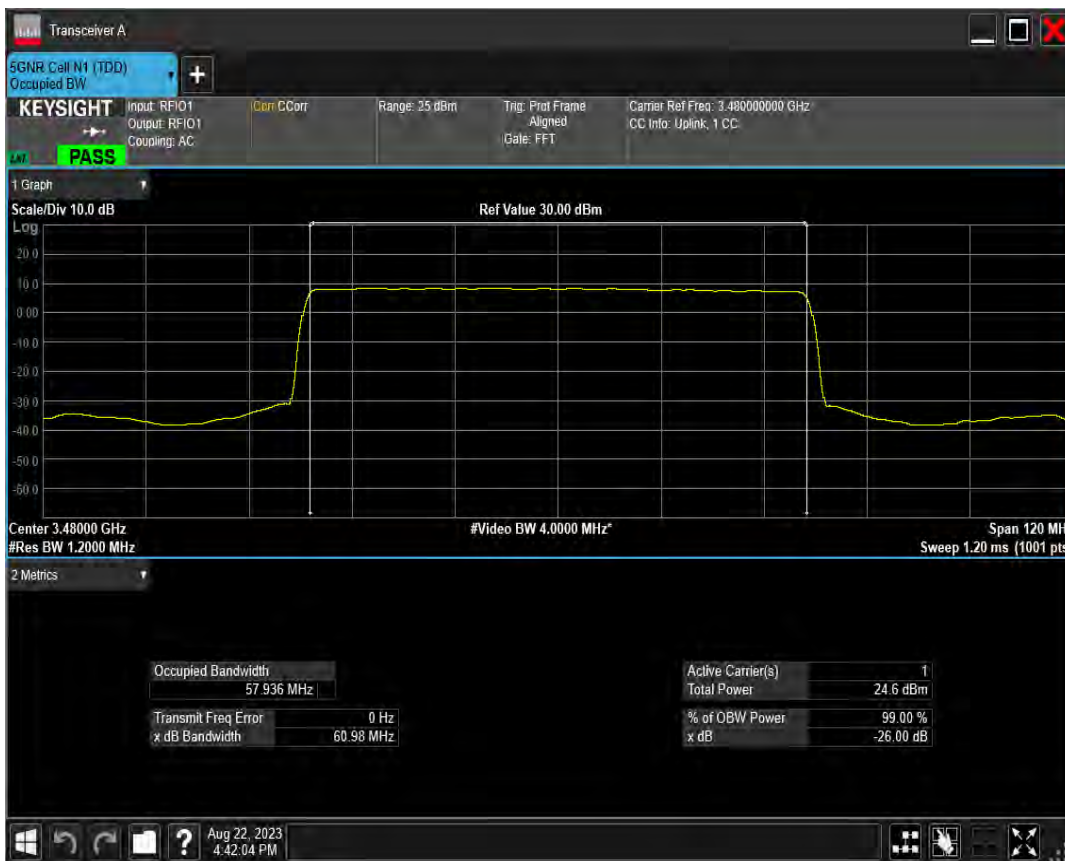 Transceiver A
5GNR Cell N1 (TDD)
Occupied BW
+
KEYSIGHT
Input: RFIO1
Output: RFIO1
Coupling: AC
Corr CCorr
Range: 25 dBm
Trig: Prot Frame
Aligned
Gate: FFT
Carrier Ref Freq: 3.480000000 GHz
CC Info: Uplink, 1 CC
PASS
1 Graph
Scale/Div 10.0 dB
Ref Value 30.00 dBm
Log
20.0
10.0
0.00
-10.0
-20.0
-30.0
-40.0
-50.0
-60.0
Center 3.48000 GHz
#Video BW 4.0000 MHz*
Span 120 MH
#Res BW 1.2000 MHz
Sweep 1.20 ms (1001 pts
2 Metrics
Occupied Bandwidth
57.936 MHz
Transmit Freq Error 0 Hz
x dB Bandwidth 60.98 MHz
Active Carrier(s) 1
Total Power 24.6 dBm
% of OBW Power 99.00 %
x dB -26.00 dB
?
Aug 22, 2023
4:42:04 PM